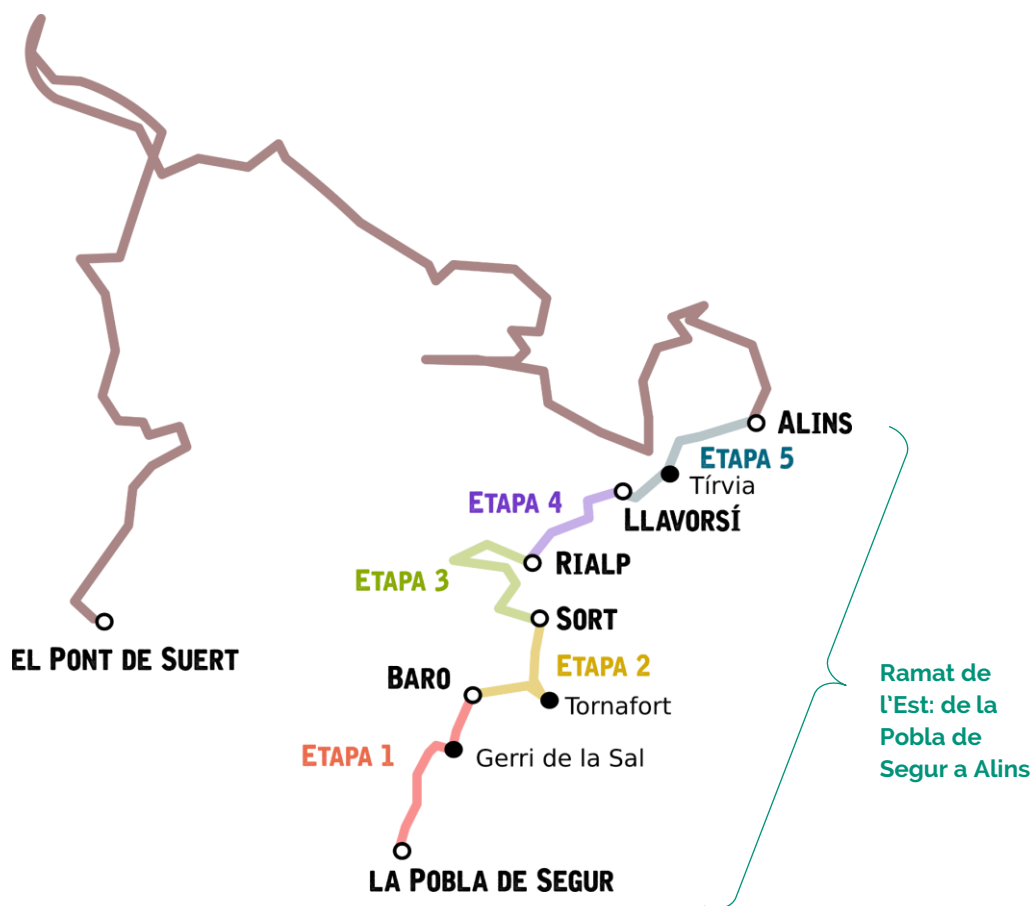 ALINS
ETAPA 5
Tírvia
ETAPA 4
LLAVORSÍ
RIALP
ETAPA 3
SORT
EL PONT DE SUERT
ETAPA 2
BARO
Tornafort
Ramat de
l'Est: de la
Pobla de
Segur a Alins
ETAPA 1
Gerri de la Sal
LA POBLA DE SEGUR